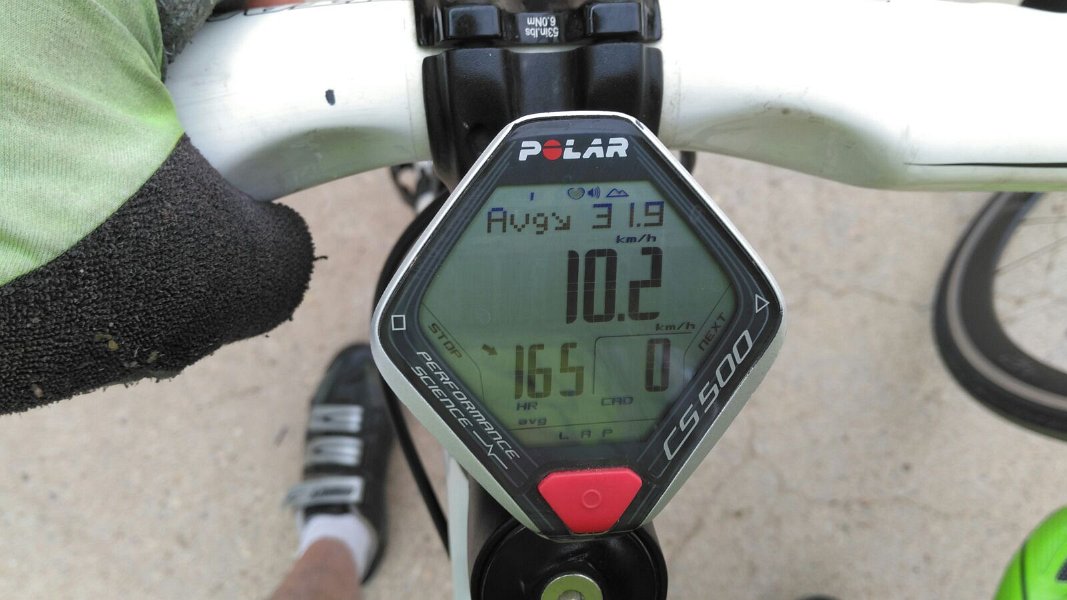 53in.lbs
6.0Nm
POLAR
Avg 31.9
km/h
10.2
km/h
STOP
NEXT
165 0
HR CAD
avg
LAP
PERFORMANCE
SCIENCE
CS500